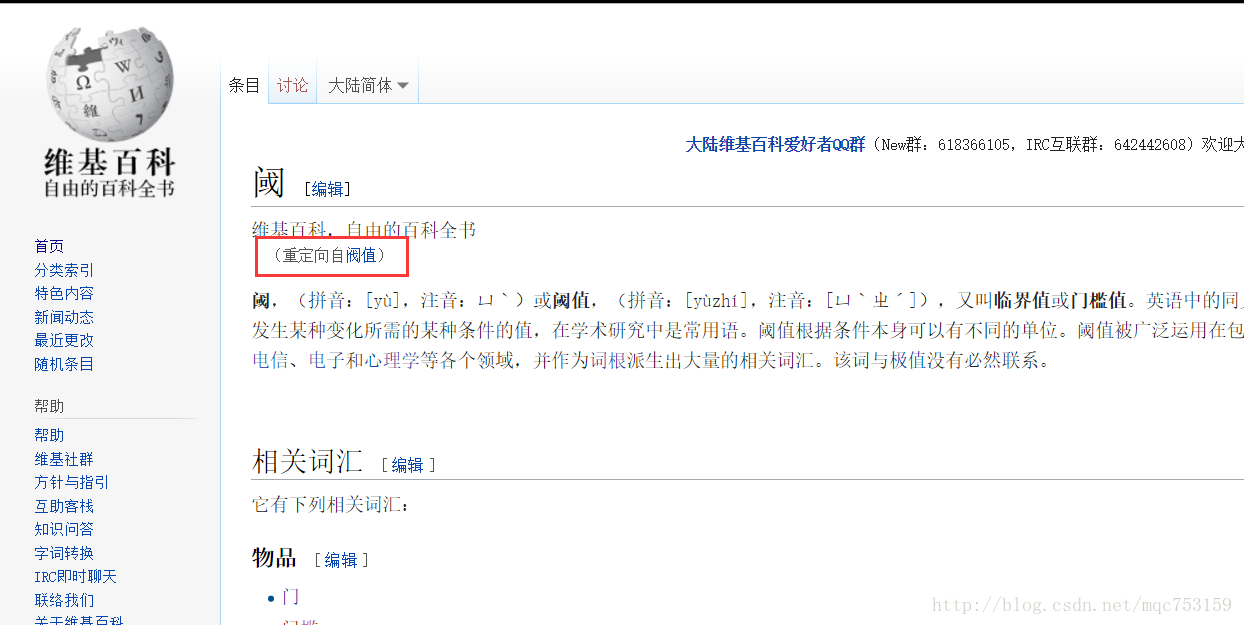 维基百科
自由的百科全书
条目
讨论
大陆简体
大陆维基百科爱好者QQ群（New群：618366105，IRC互联群：642442608）欢迎大
阈 [编辑]
维基百科，自由的百科全书
（重定向自阀值）
阈，（拼音：[yù]，注音：ㄩˋ）或阈值，（拼音：[yùzhí]，注音：[ㄩˋㄓˊ]），又叫临界值或门槛值。英语中的同
发生某种变化所需的某种条件的值，在学术研究中是常用语。阈值根据条件本身可以有不同的单位。阈值被广泛运用在包
电信、电子和心理学等各个领域，并作为词根派生出大量的相关词汇。该词与极值没有必然联系。
相关词汇 [ 编辑 ]
它有下列相关词汇：
物品 [ 编辑 ]
门
门槛
首页
分类索引
特色内容
新闻动态
最近更改
随机条目
帮助
帮助
维基社群
方针与指引
互助客栈
知识问答
字词转换
IRC即时聊天
联络我们
关于维基百科
http://blog.csdn.net/mqc753159